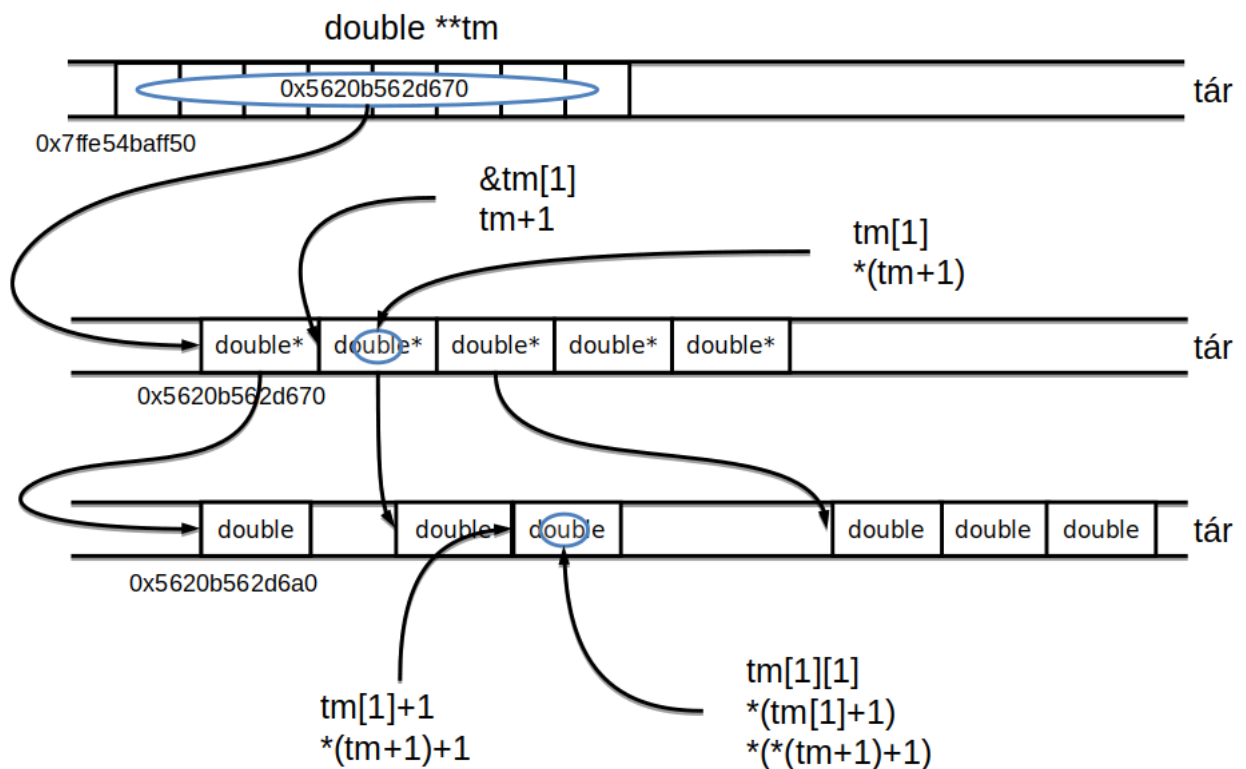 double **tm
0x5620b562d670
tár
0x7ffe54baff50
&tm[1]
tm+1
tm[1]
*(tm+1)
double* double* double* double* double*
tár
0x5620b562d670
double double double double double double
tár
0x5620b562d6a0
tm[1]+1
*(tm+1)+1
tm[1][1]
*(tm[1]+1)
*(*(tm+1)+1)